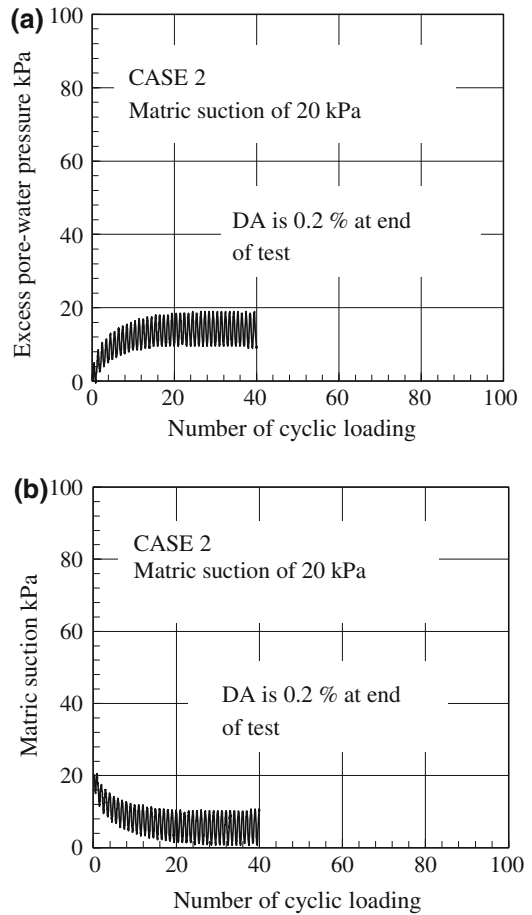 (a)
100
80
60
40
20
0
Excess pore-water pressure kPa
CASE 2
Matric suction of 20 kPa
DA is 0.2 % at end
of test
0 20 40 60 80 100
Number of cyclic loading
(b)
100
80
60
40
20
0
Matric suction kPa
CASE 2
Matric suction of 20 kPa
DA is 0.2 % at end
of test
0 20 40 60 80 100
Number of cyclic loading